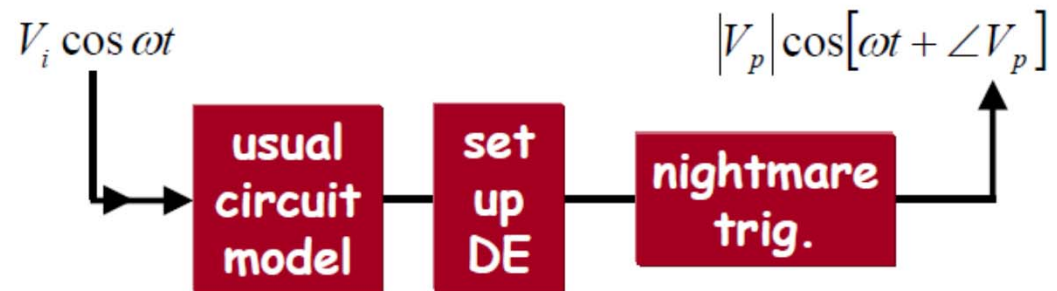 V_i cos ωt
|V_p| cos[ωt + ∠V_p]
usual
circuit
model
set
up
DE
nightmare
trig.